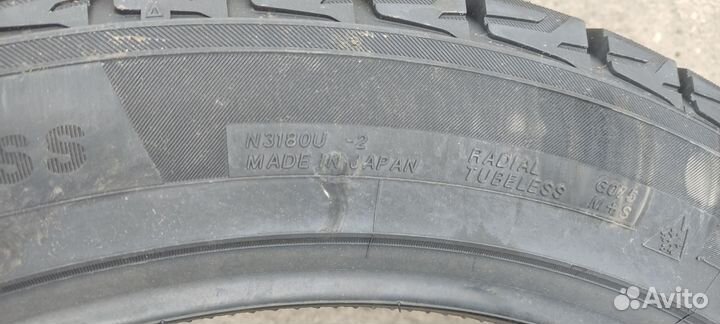 SS
N3180U -2
MADE IN JAPAN
RADIAL
TUBELESS
M+S
Avito